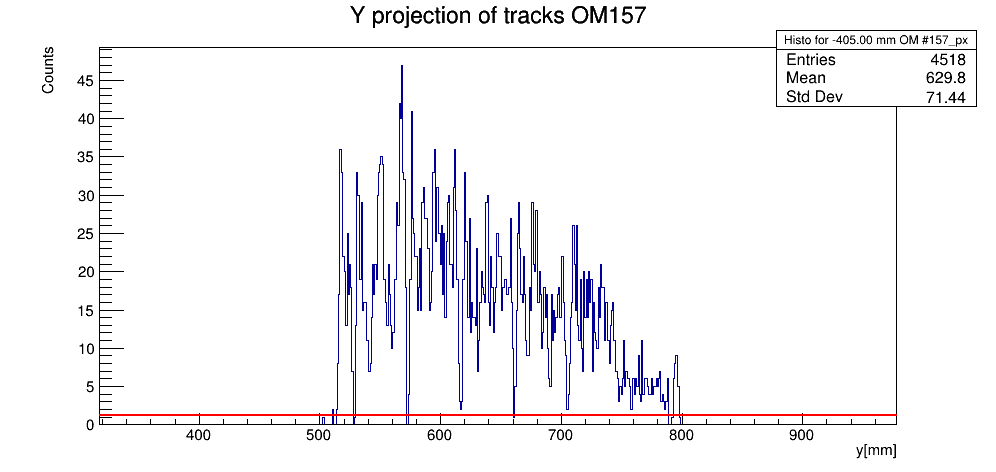 Y projection of tracks OM157
Histo for -405.00 mm OM #157_px
Entries 4518
Mean 629.8
Std Dev 71.44
Counts
45
40
35
30
25
20
15
10
5
0
400 500 600 700 800 900
y[mm]